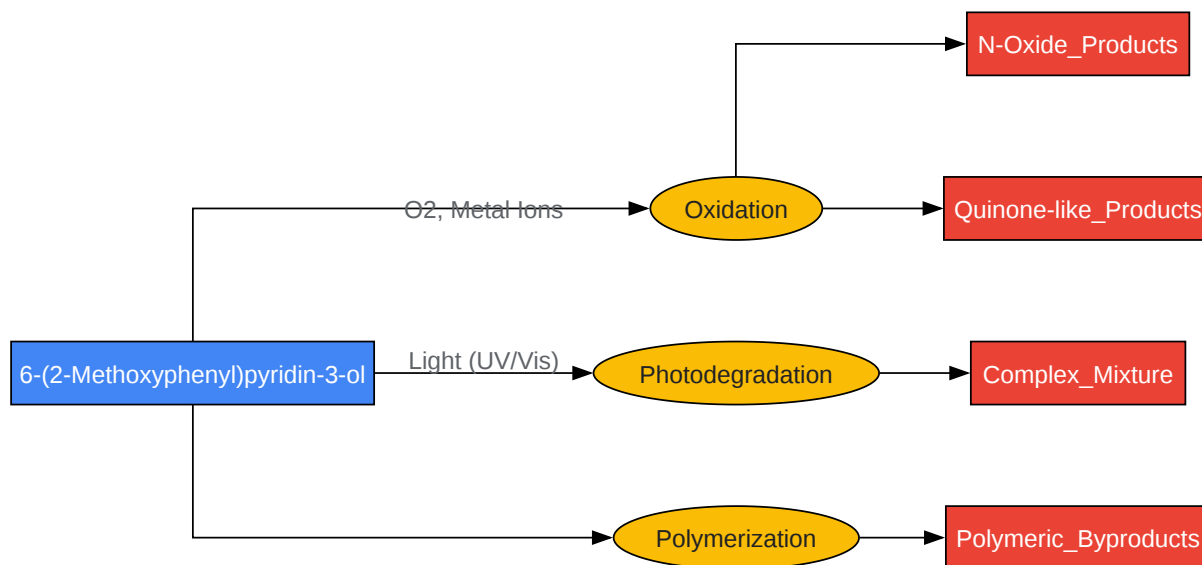 N-Oxide_Products
O2, Metal Ions
Oxidation
Quinone-like_Products
6-(2-Methoxyphenyl)pyridin-3-ol
Light (UV/Vis)
Photodegradation
Complex_Mixture
Polymerization
Polymeric_Byproducts